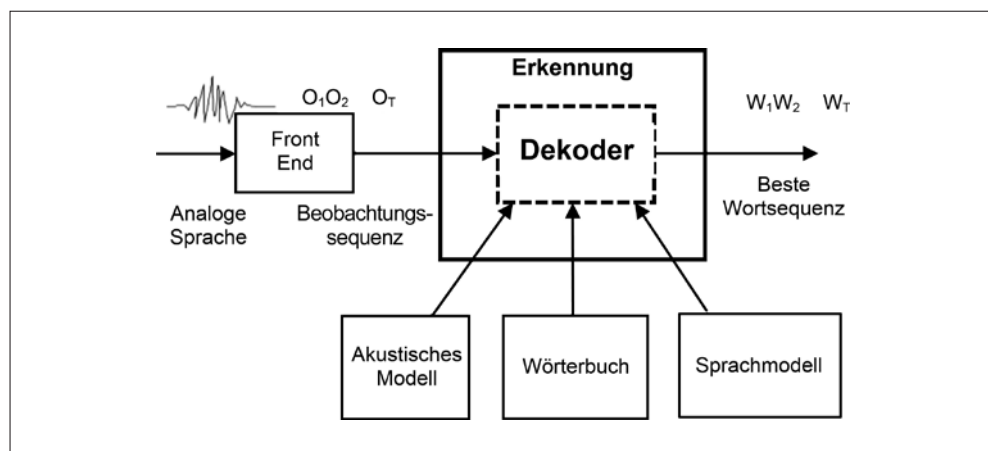 Erkennung
O₁O₂ O_T
W₁W₂ W_T
Front
End
Dekoder
Analoge
Sprache
Beobachtungs-
sequenz
Beste
Wortsequenz
Akustisches
Modell
Wörterbuch
Sprachmodell